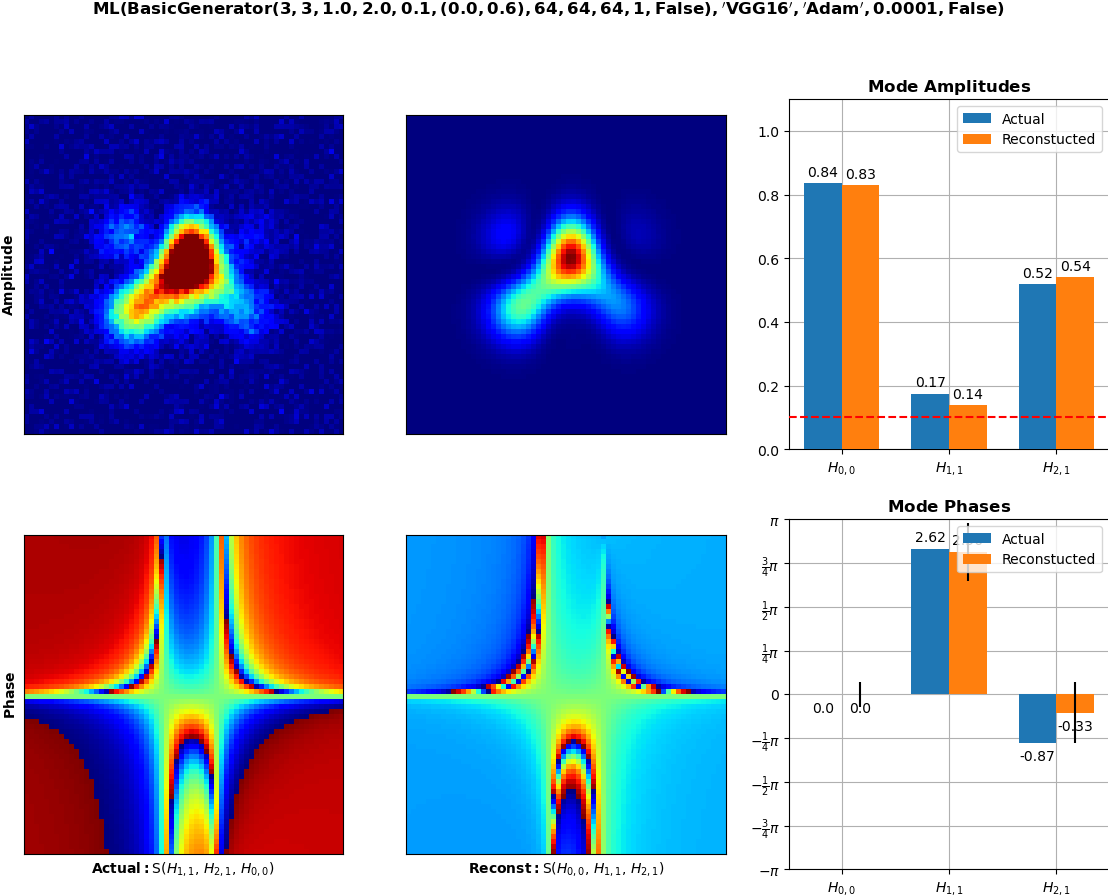 ML(BasicGenerator(3, 3, 1.0, 2.0, 0.1, (0.0, 0.6), 64, 64, 64, 1, False), ′VGG16′, ′Adam′, 0.0001, False)
Amplitude
Mode Amplitudes
Actual
Reconstucted
1.0
0.8
0.6
0.4
0.2
0.0
0.84
0.83
0.17
0.14
0.52
0.54
H0,0
H1,1
H2,1
Phase
Actual: S(H1,1, H2,1, H0,0)
Reconst: S(H0,0, H1,1, H2,1)
Mode Phases
Actual
Reconstucted
π
3/4π
1/2π
1/4π
0
−1/4π
−1/2π
−3/4π
−π
0.0
0.0
2.62
-0.87
-0.33
H0,0
H1,1
H2,1